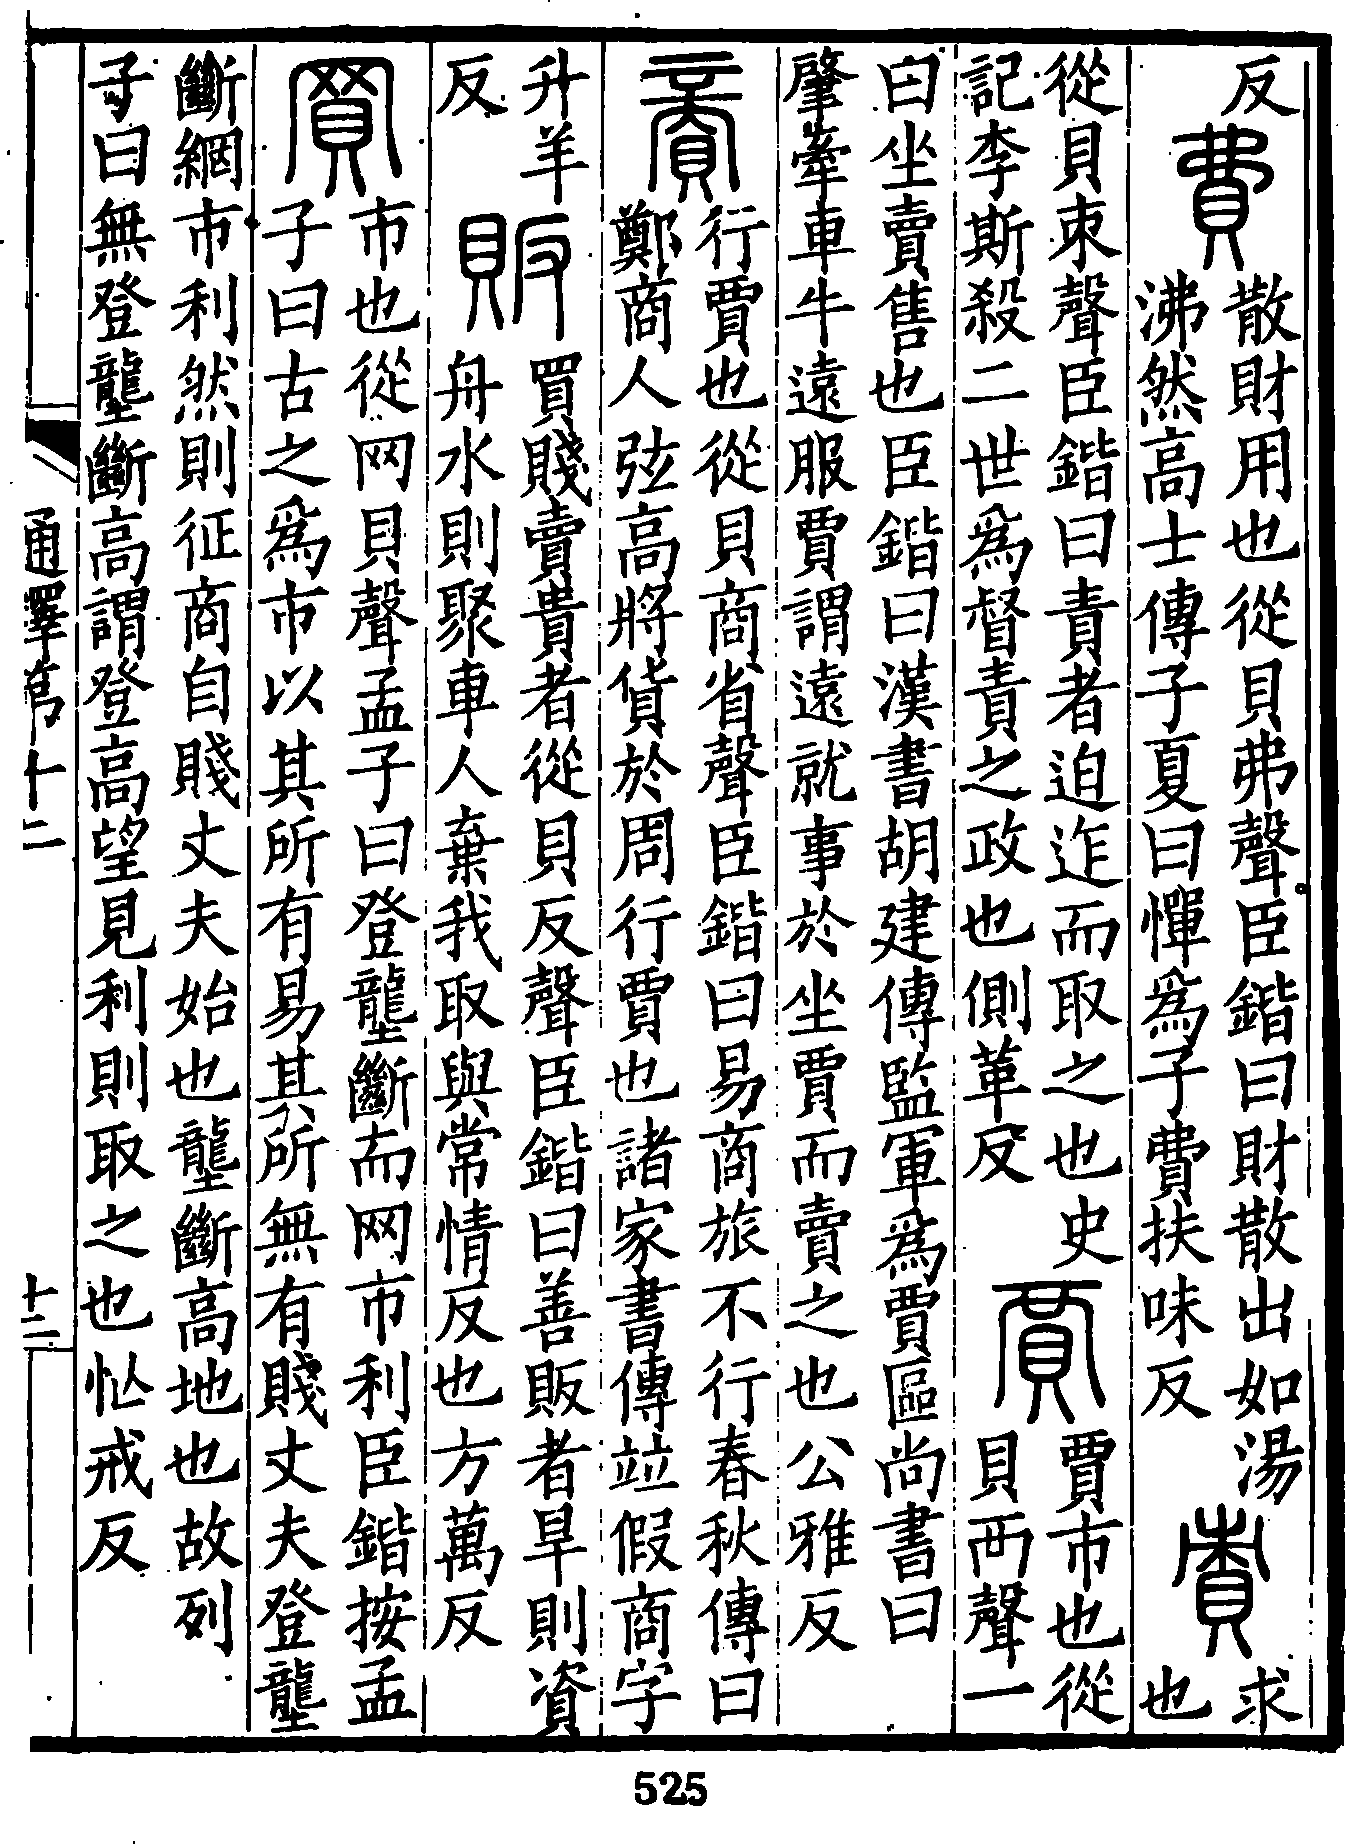 反
費
散財用也從貝弗聲臣鍇曰財散出如湯
沸然高士傳子夏曰憚爲子費扶味反
責
求
也
從貝朿聲臣鍇曰責者迫迮而取之也史
記李斯殺二世爲督責之政也側革反
賈
賈市也從
貝襾聲一
曰坐賣售也臣鍇曰漢書胡建傳監軍爲賈區尚書曰
肇牽車牛遠服賈謂遠就事於坐賈而賣之也公雅反
𧶜
行賈也從貝商省聲臣鍇曰易商旅不行春秋傳曰
鄭商人弦高將貨於周行賈也諸家書傳竝假商字
升羊
反
販
買賤賣貴者從貝反聲臣鍇曰善販者旱則資
舟水則聚車人棄我取與常情反也方萬反
買
市也從网貝聲孟子曰登壟斷而网市利臣鍇按孟
子曰古之爲市以其所有易其所無有賤丈夫登壟
斷網市利然則征商自賤丈夫始也壟斷高地也故列
子曰無登壟斷高謂登高望見利則取之也忙戒反
通釋第十二
十二
525